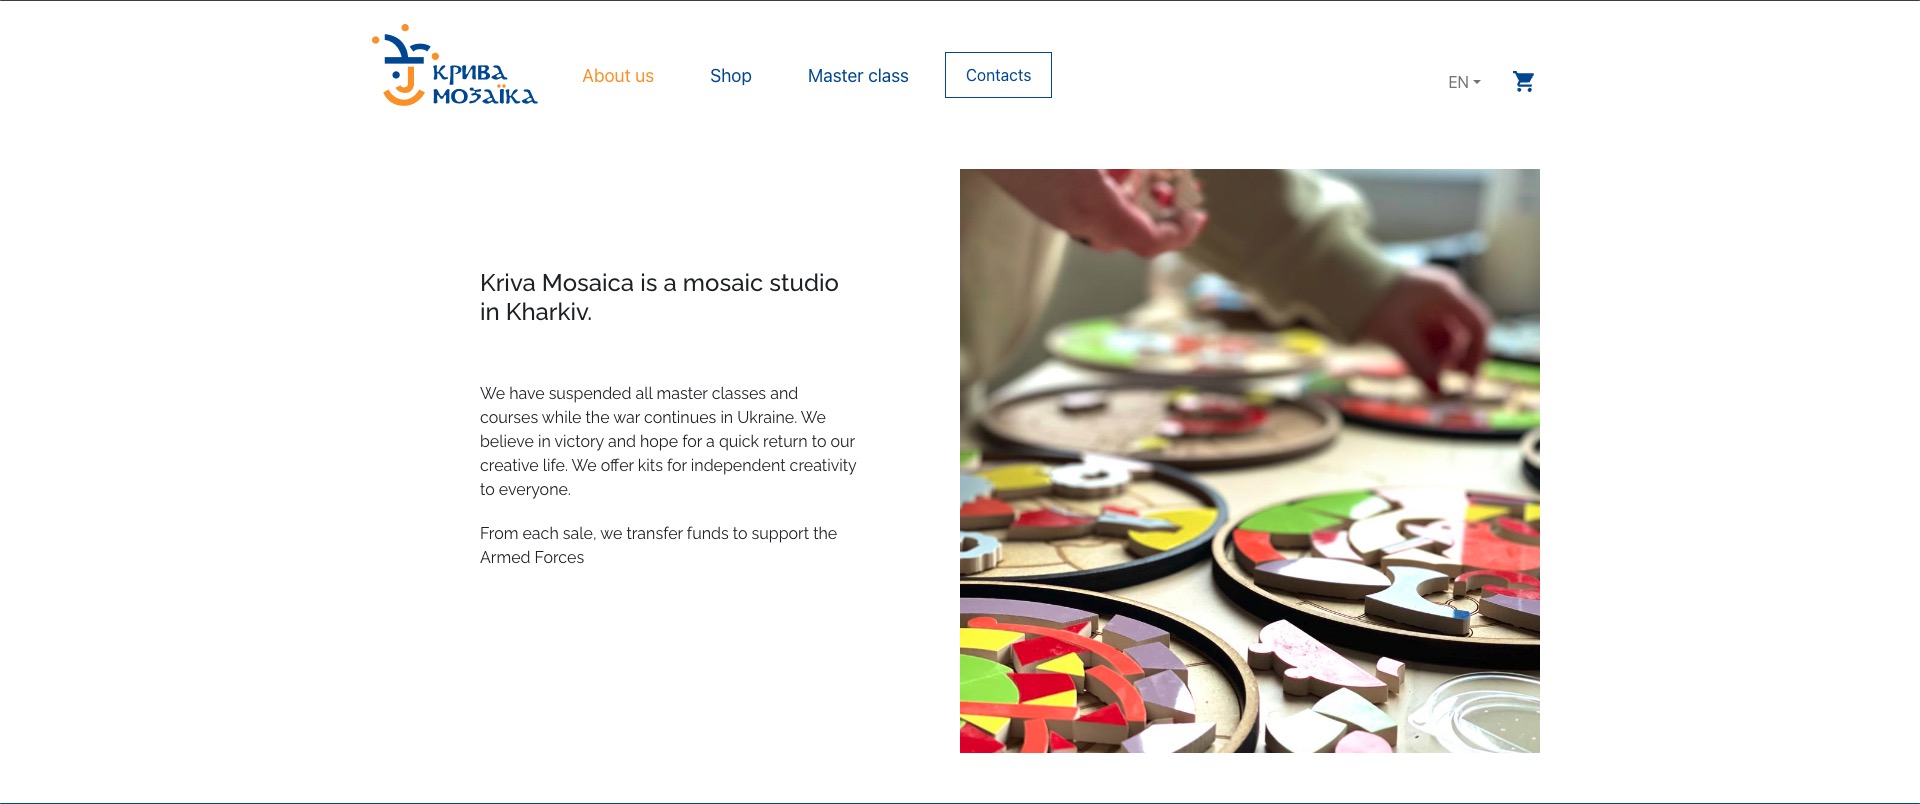 КРИВА
МОЗАЇКА
About us
Shop
Master class
Contacts
EN
Kriva Mosaica is a mosaic studio
in Kharkiv.
We have suspended all master classes and
courses while the war continues in Ukraine. We
believe in victory and hope for a quick return to our
creative life. We offer kits for independent creativity
to everyone.
From each sale, we transfer funds to support the
Armed Forces